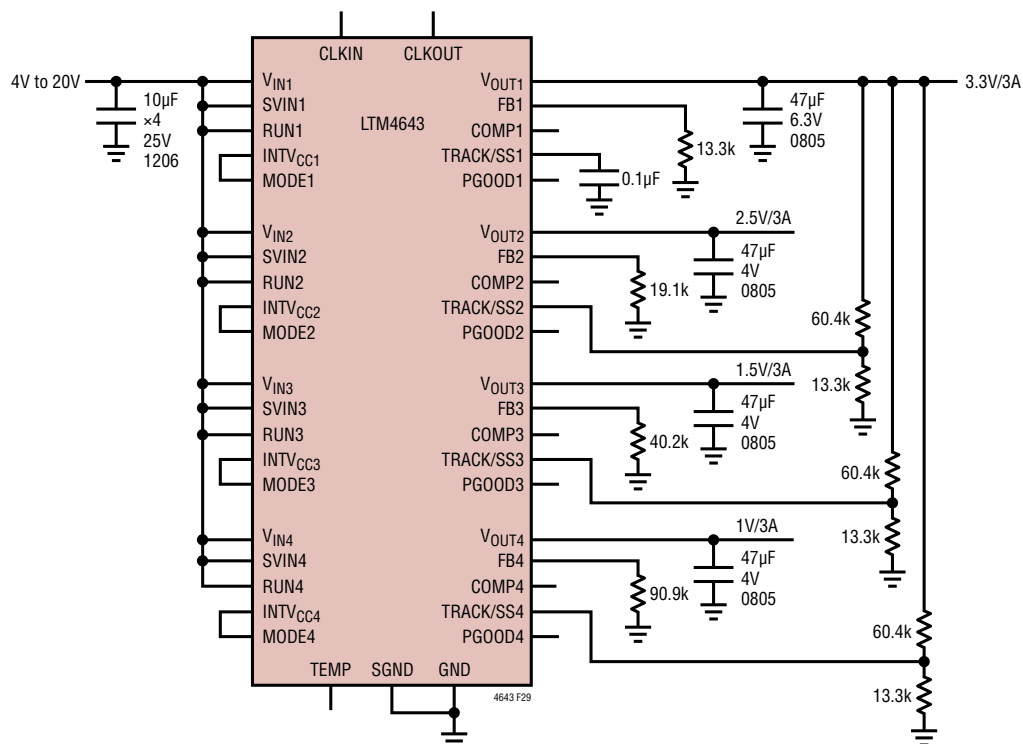 CLKIN
CLKOUT
4V to 20V
10µF
×4
25V
1206
LTM4643
VIN1
SVIN1
RUN1
INTVCC1
MODE1
VOUT1
FB1
COMP1
TRACK/SS1
PGOOD1
3.3V/3A
47µF
6.3V
0805
13.3k
0.1µF
VIN2
SVIN2
RUN2
INTVCC2
MODE2
VOUT2
FB2
COMP2
TRACK/SS2
PGOOD2
2.5V/3A
47µF
4V
0805
19.1k
60.4k
13.3k
VIN3
SVIN3
RUN3
INTVCC3
MODE3
VOUT3
FB3
COMP3
TRACK/SS3
PGOOD3
1.5V/3A
47µF
4V
0805
40.2k
60.4k
13.3k
VIN4
SVIN4
RUN4
INTVCC4
MODE4
VOUT4
FB4
COMP4
TRACK/SS4
PGOOD4
1V/3A
47µF
4V
0805
90.9k
60.4k
13.3k
TEMP
SGND
GND
4643 F29